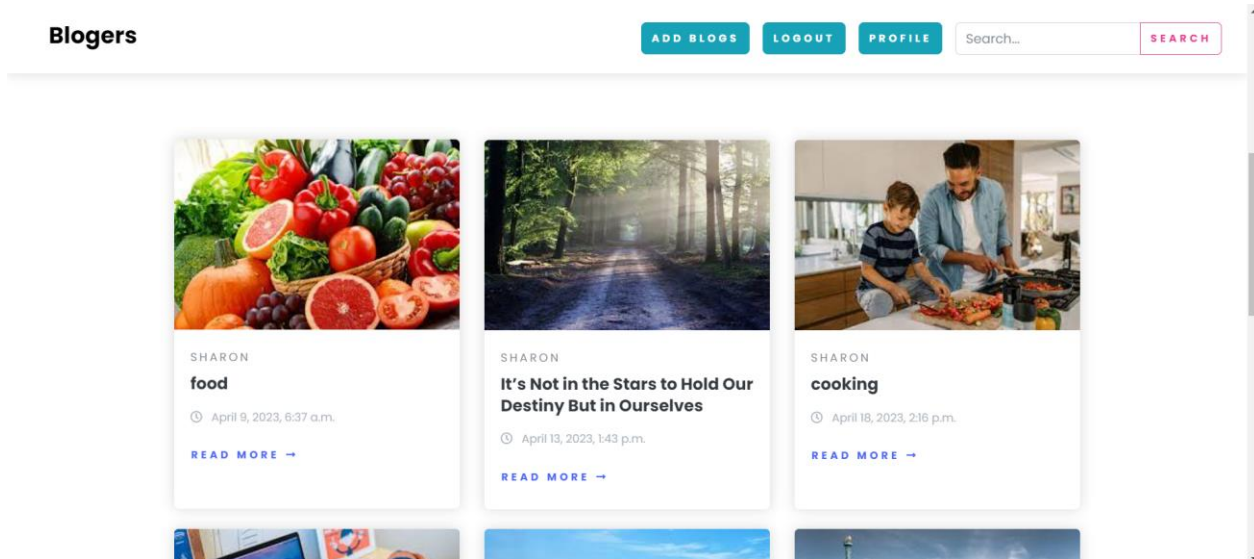 Blogers
ADD BLOGS
LOGOUT
PROFILE
Search...
SEARCH
SHARON
food
April 9, 2023, 6:37 a.m.
READ MORE →
SHARON
It's Not in the Stars to Hold Our
Destiny But in Ourselves
April 13, 2023, 1:43 p.m.
READ MORE →
SHARON
cooking
April 18, 2023, 2:16 p.m.
READ MORE →